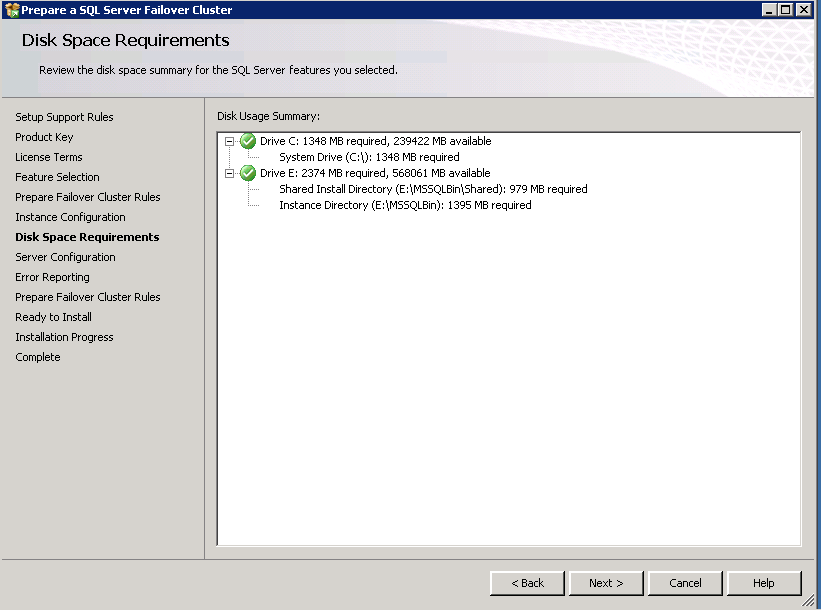 Prepare a SQL Server Failover Cluster
Disk Space Requirements
Review the disk space summary for the SQL Server features you selected.
Setup Support Rules
Product Key
License Terms
Feature Selection
Prepare Failover Cluster Rules
Instance Configuration
Disk Space Requirements
Server Configuration
Error Reporting
Prepare Failover Cluster Rules
Ready to Install
Installation Progress
Complete
Disk Usage Summary:
Drive C: 1348 MB required, 239422 MB available
System Drive (C:\): 1348 MB required
Drive E: 2374 MB required, 568061 MB available
Shared Install Directory (E:\MSSQLBin\Shared): 979 MB required
Instance Directory (E:\MSSQLBin): 1395 MB required
< Back
Next >
Cancel
Help